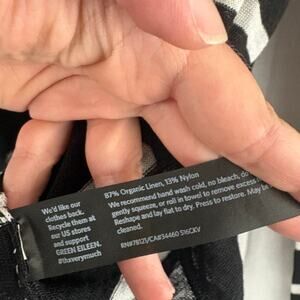 We'd like our
clothes back.
Recycle them at
our US stores
and support
GREEN EILEEN.
#thaverymuch
87% Organic Linen, 13% Nylon
We recommend hand wash cold, no bleach, do
gently squeeze, or roll in towel to remove excess
Reshape and lay flat to dry. Press to restore. May be
RN#78121/CA#34460 S16CKV